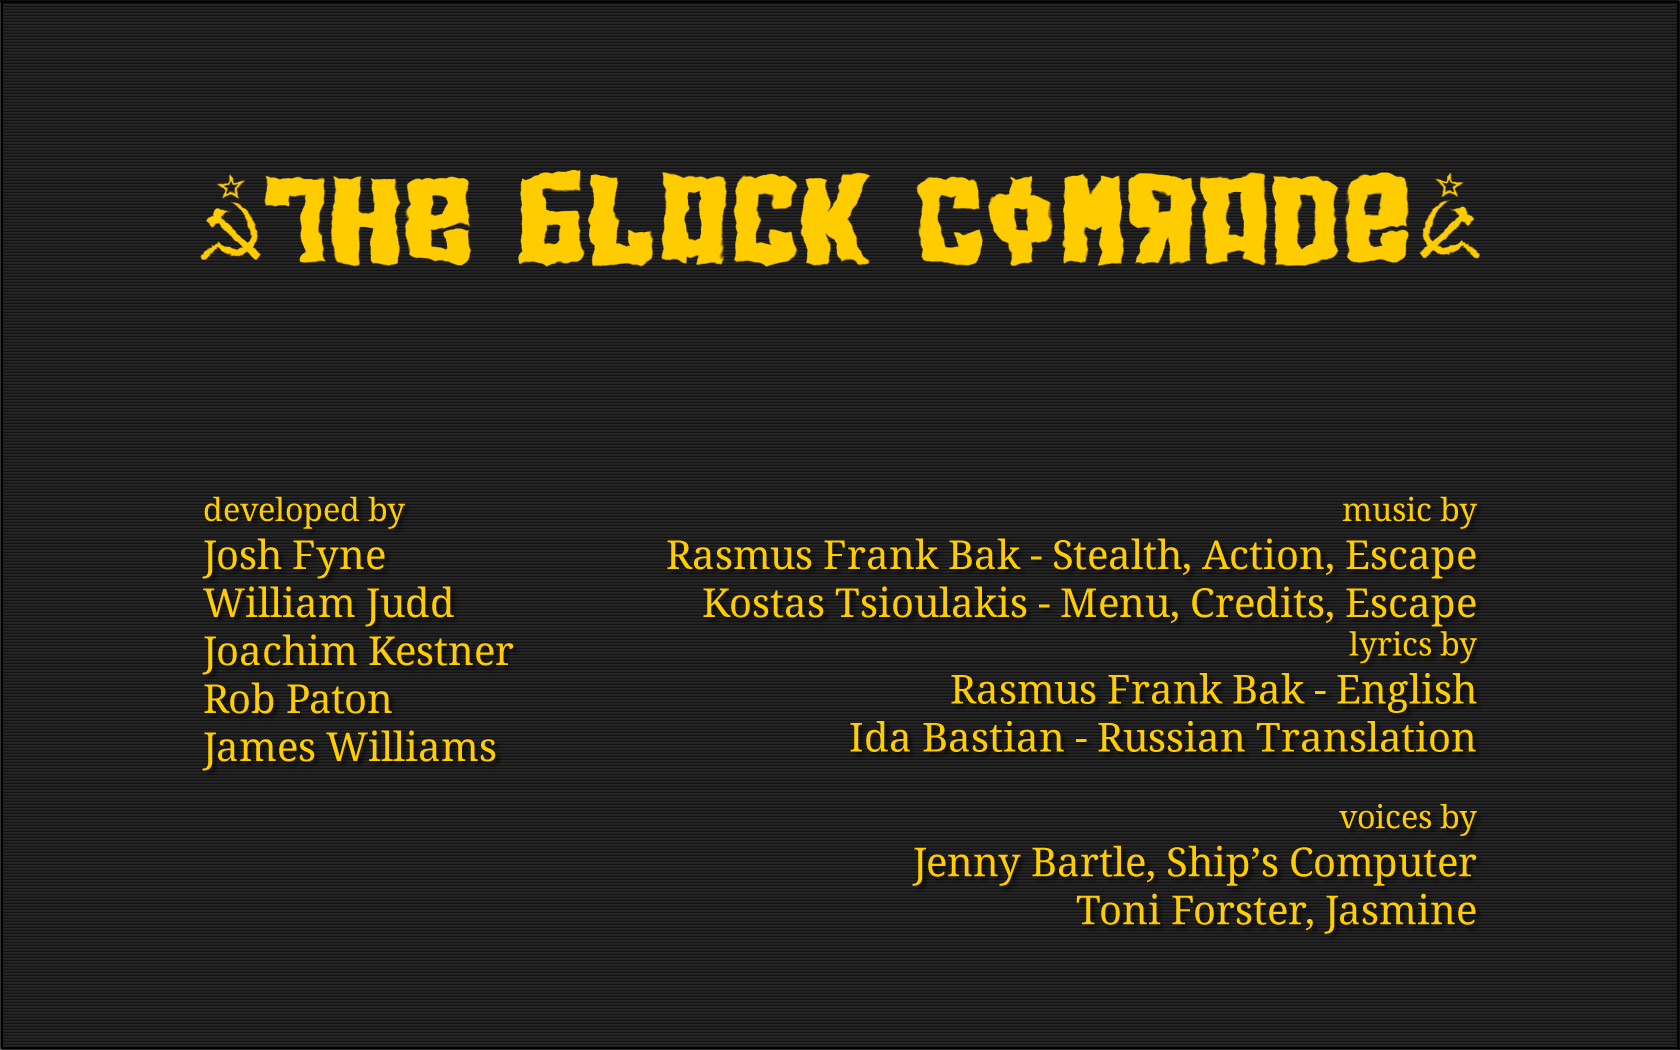 THE BLACK COMRADE
developed by
Josh Fyne
William Judd
Joachim Kestner
Rob Paton
James Williams
music by
Rasmus Frank Bak - Stealth, Action, Escape
Kostas Tsioulakis - Menu, Credits, Escape
lyrics by
Rasmus Frank Bak - English
Ida Bastian - Russian Translation
voices by
Jenny Bartle, Ship’s Computer
Toni Forster, Jasmine